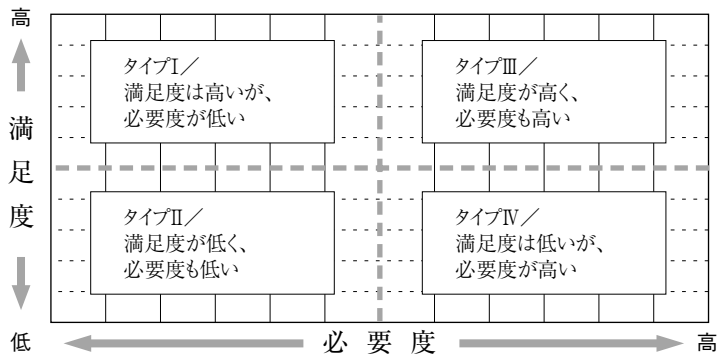 高
満足度
低
タイプⅠ／
満足度は高いが、
必要度が低い
タイプⅢ／
満足度が高く、
必要度も高い
タイプⅡ／
満足度が低く、
必要度も低い
タイプⅣ／
満足度は低いが、
必要度が高い
必要度
高